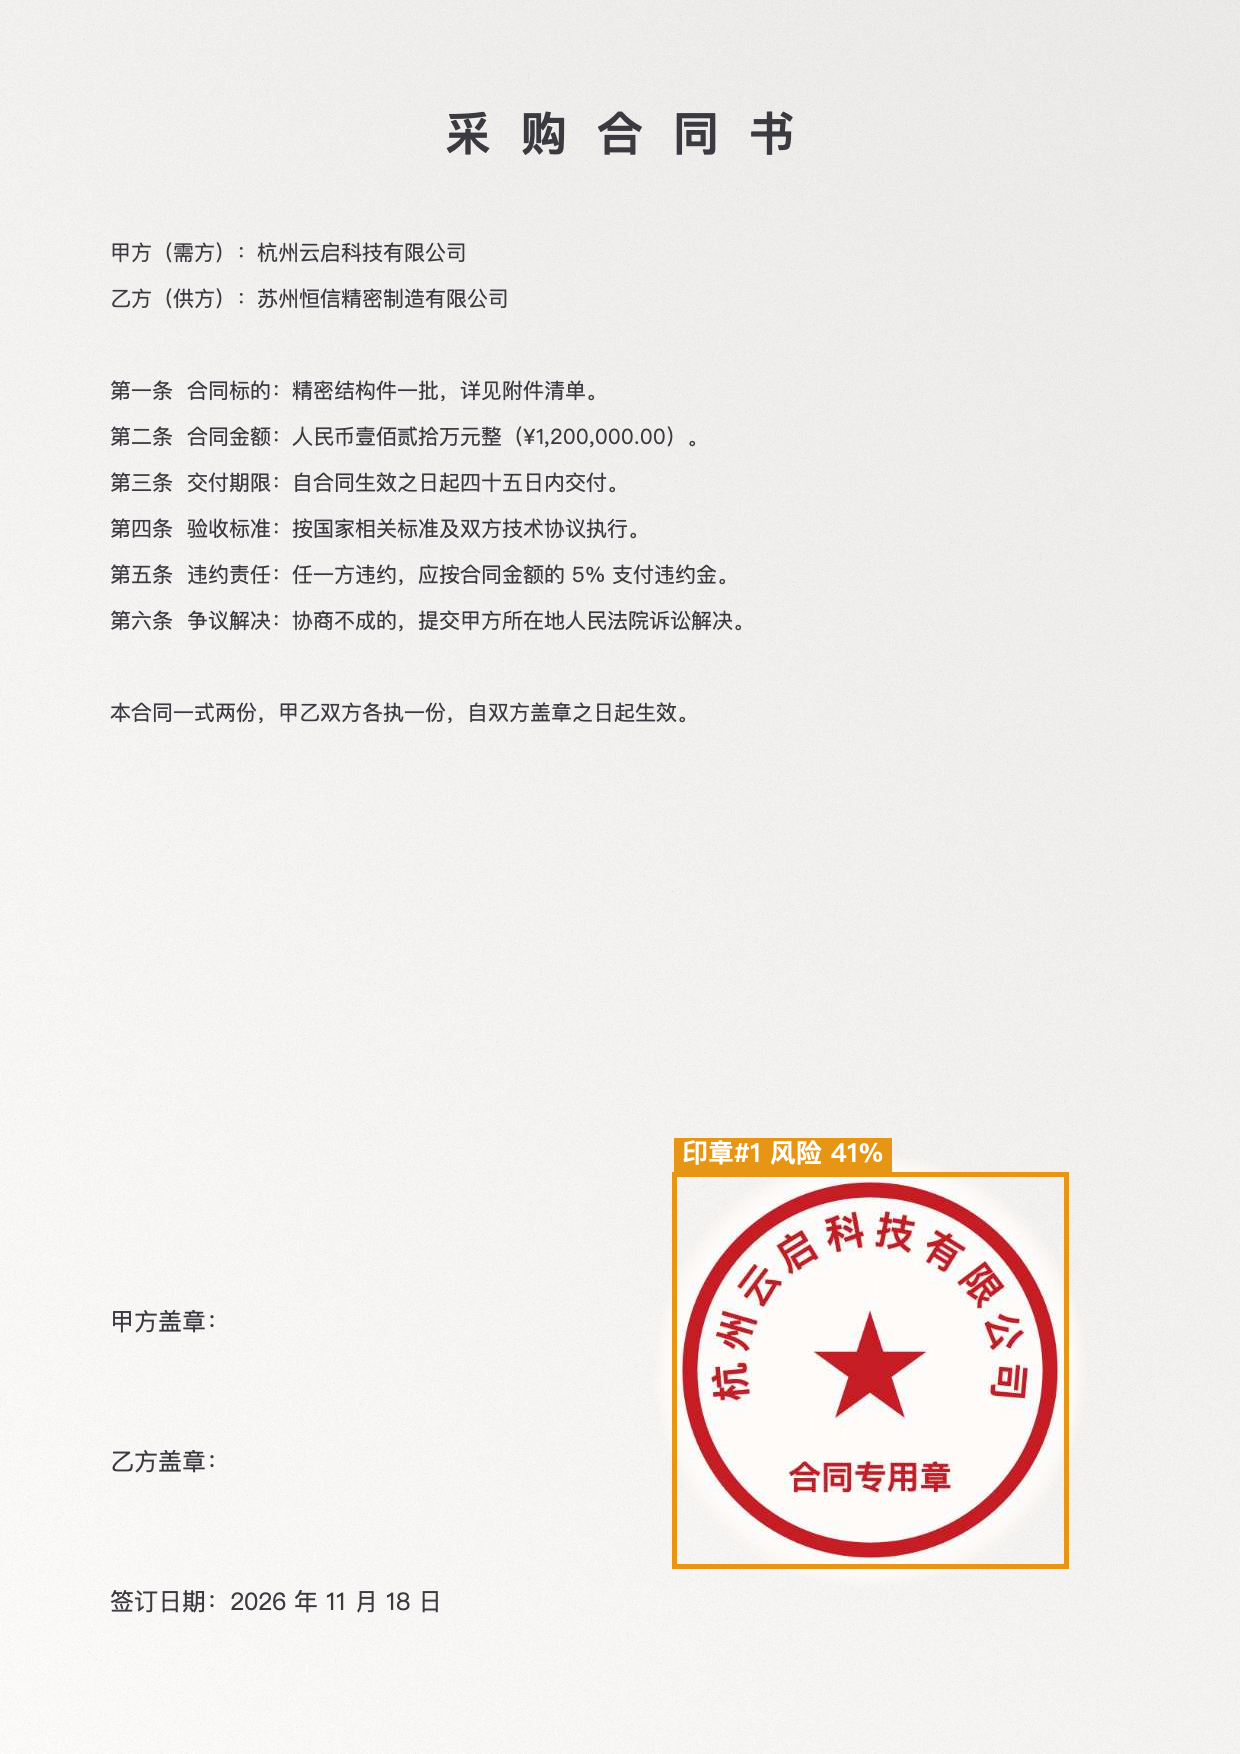 采购合同书
甲方（需方）：杭州云启科技有限公司
乙方（供方）：苏州恒信精密制造有限公司
第一条 合同标的：精密结构件一批，详见附件清单。
第二条 合同金额：人民币壹佰贰拾万元整（¥1,200,000.00）。
第三条 交付期限：自合同生效之日起四十五日内交付。
第四条 验收标准：按国家相关标准及双方技术协议执行。
第五条 违约责任：任一方违约，应按合同金额的 5% 支付违约金。
第六条 争议解决：协商不成的，提交甲方所在地人民法院诉讼解决。
本合同一式两份，甲乙双方各执一份，自双方盖章之日起生效。
印章#1 风险 41%
杭州云启科技有限公司
合同专用章
甲方盖章：
乙方盖章：
签订日期：2026 年 11 月 18 日